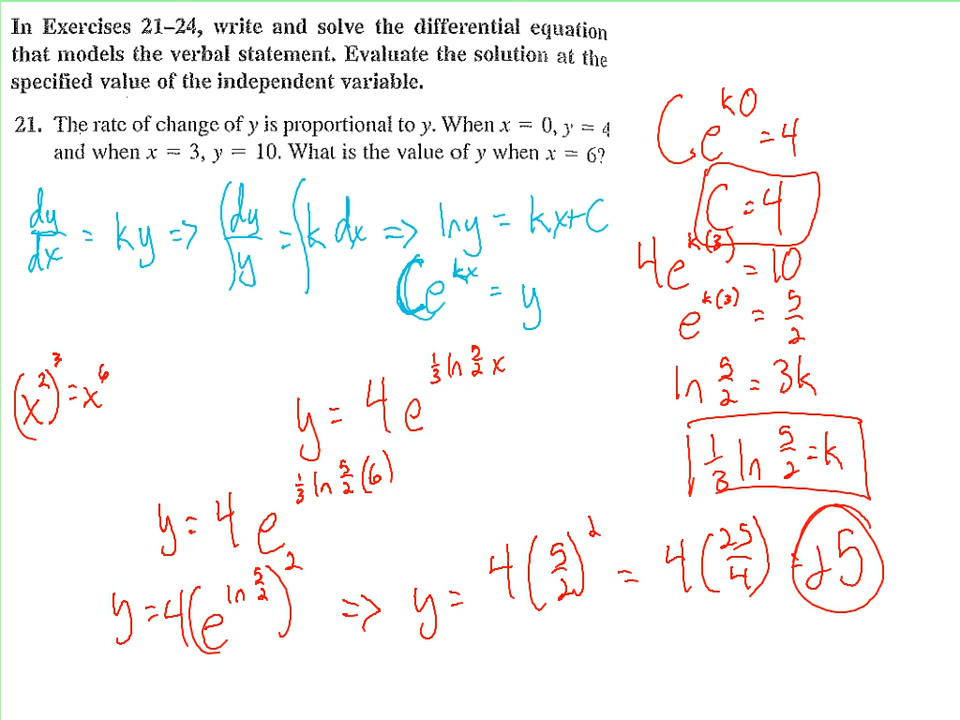 In Exercises 21–24, write and solve the differential equation
that models the verbal statement. Evaluate the solution at the
specified value of the independent variable.
21. The rate of change of y is proportional to y. When x = 0, y = 4
and when x = 3, y = 10. What is the value of y when x = 6?
dy/dx = ky => ∫dy/y = ∫k dx => ln y = kx+C
Ce^kx = y
Ce^k0 = 4
C = 4
4e^k(3) = 10
e^k(3) = 5/2
ln 5/2 = 3k
1/3 ln 5/2 = k
(x^2)^3 = x^6
y = 4e^1/3 ln 5/2 x
y = 4e^1/3 ln 5/2 (6)
y = 4(e^ln 5/2)^2 => y = 4(5/2)^2 = 4(25/4) = 25